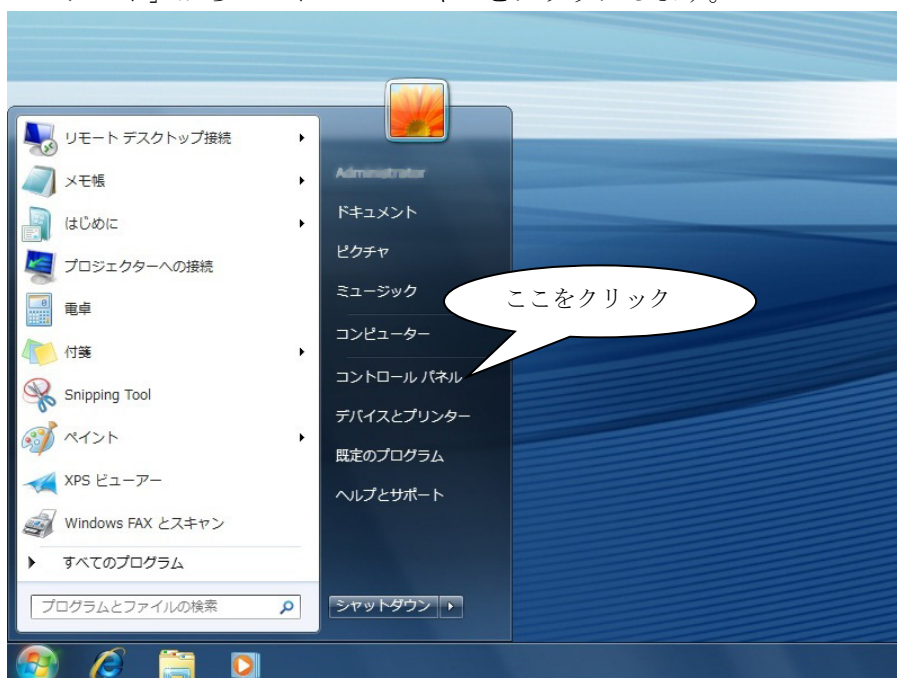 リモート デスクトップ接続
メモ帳
はじめに
プロジェクターへの接続
電卓
付箋
Snipping Tool
ペイント
XPS ビューアー
Windows FAX とスキャン
すべてのプログラム
プログラムとファイルの検索
Administrator
ドキュメント
ピクチャ
ミュージック
コンピューター
コントロール パネル
デバイスとプリンター
既定のプログラム
ヘルプとサポート
シャットダウン
ここをクリック